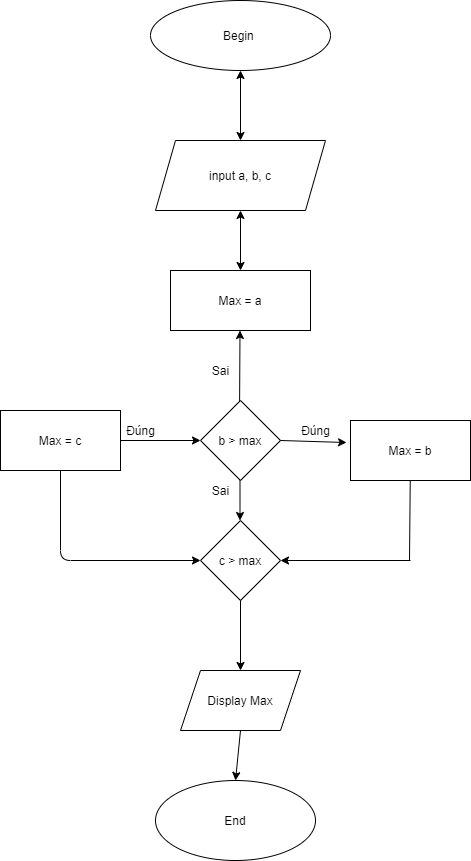 Begin
input a, b, c
Max = a
Sai
Max = c
Đúng
b > max
Đúng
Max = b
Sai
c > max
Display Max
End